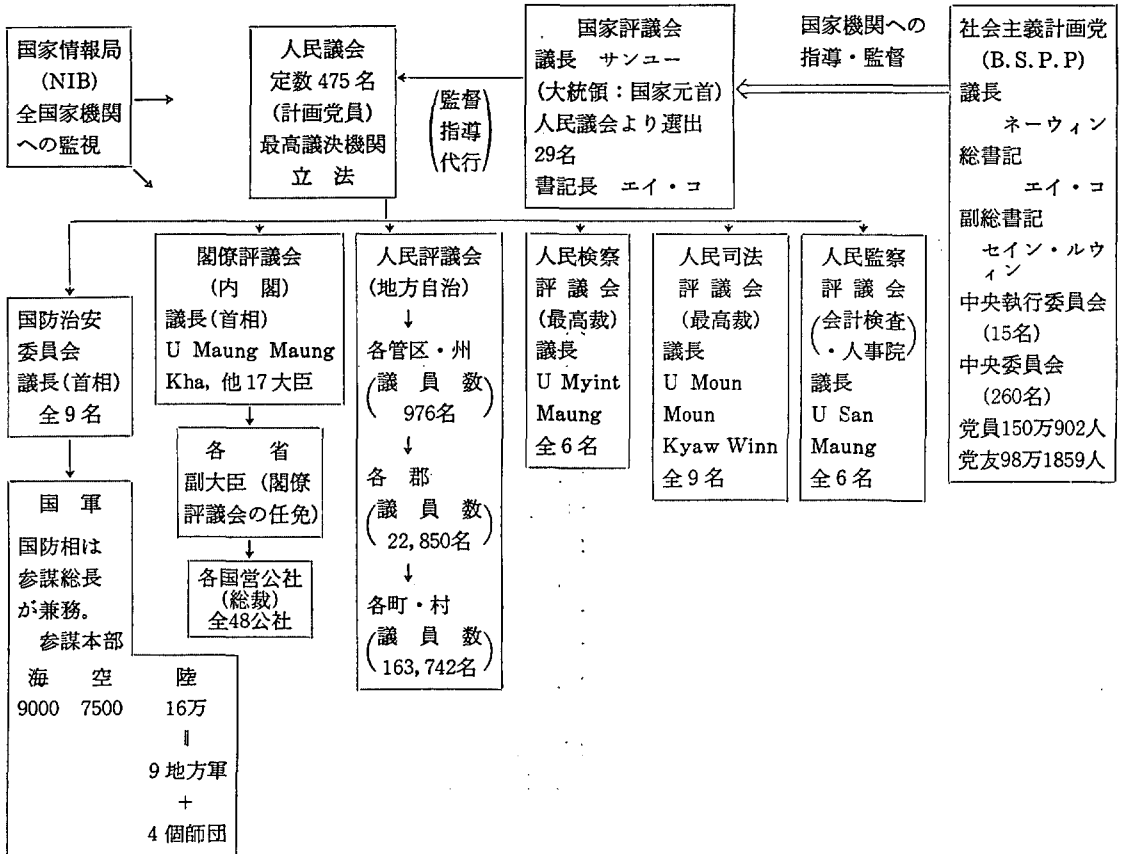 国家情報局
(NIB)
全国家機関
への監視
人民議会
定数 475 名
(計画党員)
最高議決機関
立 法
(監督
指導
代行)
国家評議会
議長 サンユー
(大統領:国家元首)
人民議会より選出
29名
書記長 エイ・コ
国家機関への
指導・監督
社会主義計画党
(B.S.P.P)
議長
ネーウィン
総書記
エイ・コ
副総書記
セイン・ルウ
ィン
中央執行委員会
(15名)
中央委員会
(260名)
党員150万902人
党友98万1859人
国防治安
委員会
議長(首相)
全 9 名
国 軍
国防相は
参謀総長
が兼務。
参謀本部
海 空 陸
9000 7500 16万
‖
9 地方軍
+
4 個師団
閣僚評議会
(内 閣)
議長(首相)
U Maung Maung
Kha, 他 17 大臣
各 省
副大臣(閣僚
評議会の任免)
各国営公社
(総裁)
全48公社
人民評議会
(地方自治)
↓
各管区・州
(議 員 数
976名)
↓
各 郡
(議 員 数
22,850名)
↓
各町・村
(議 員 数
163,742名)
人民検察
評 議 会
(最高裁)
議長
U Myint
Maung
全 6 名
人民司法
評 議 会
(最高裁)
議長
U Moun
Moun
Kyaw Winn
全 9 名
人民監察
評 議 会
(会計検査
・人事院)
議長
U San
Maung
全 6 名